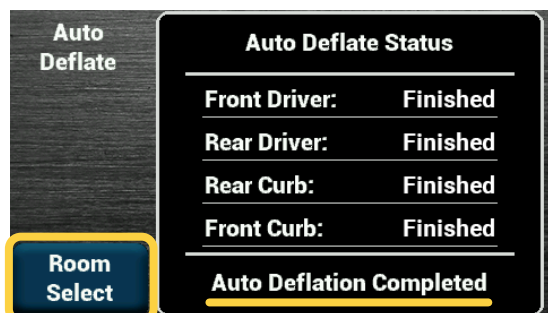 Auto
Deflate
Auto Deflate Status
Front Driver: Finished
Rear Driver: Finished
Rear Curb: Finished
Front Curb: Finished
Room
Select
Auto Deflation Completed